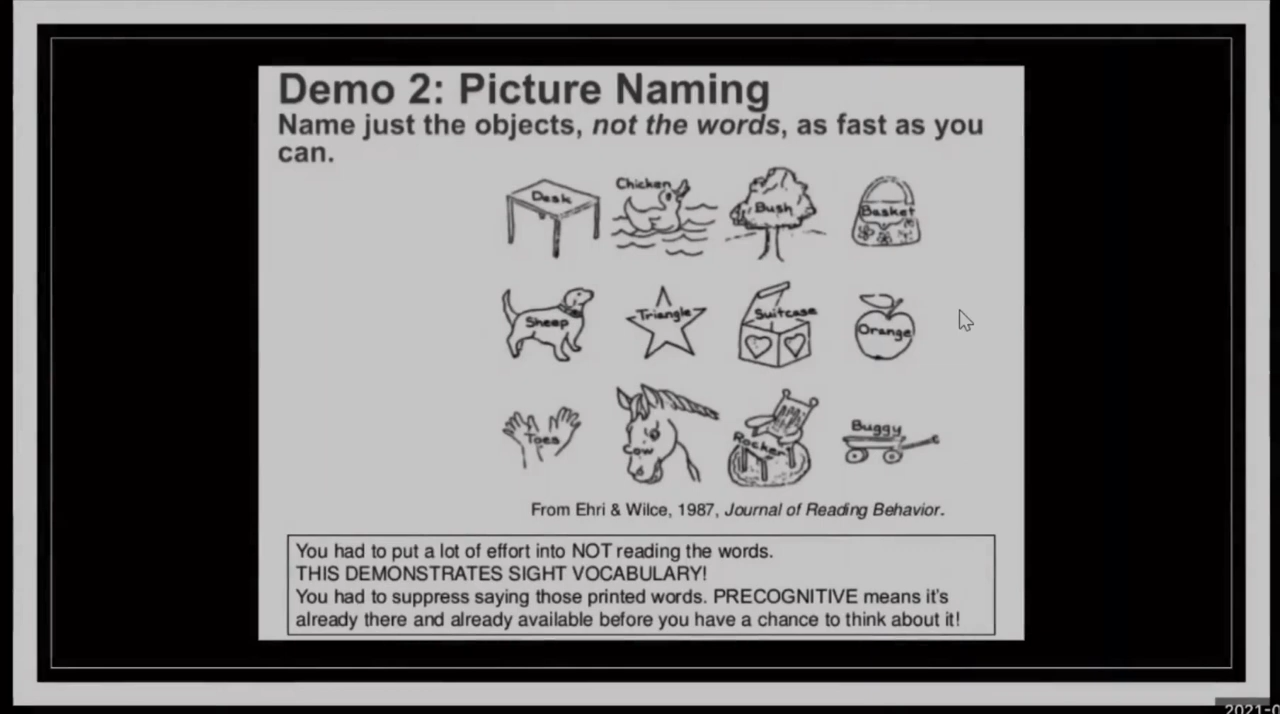 Demo 2: Picture Naming
Name just the objects, not the words, as fast as you
can.
Desk
Chicken
Bush
Basket
Sheep
Triangle
Suitcase
Orange
Toes
Cow
Rocker
Buggy
From Ehri & Wilce, 1987, Journal of Reading Behavior.
You had to put a lot of effort into NOT reading the words.
THIS DEMONSTRATES SIGHT VOCABULARY!
You had to suppress saying those printed words. PRECOGNITIVE means it's
already there and already available before you have a chance to think about it!